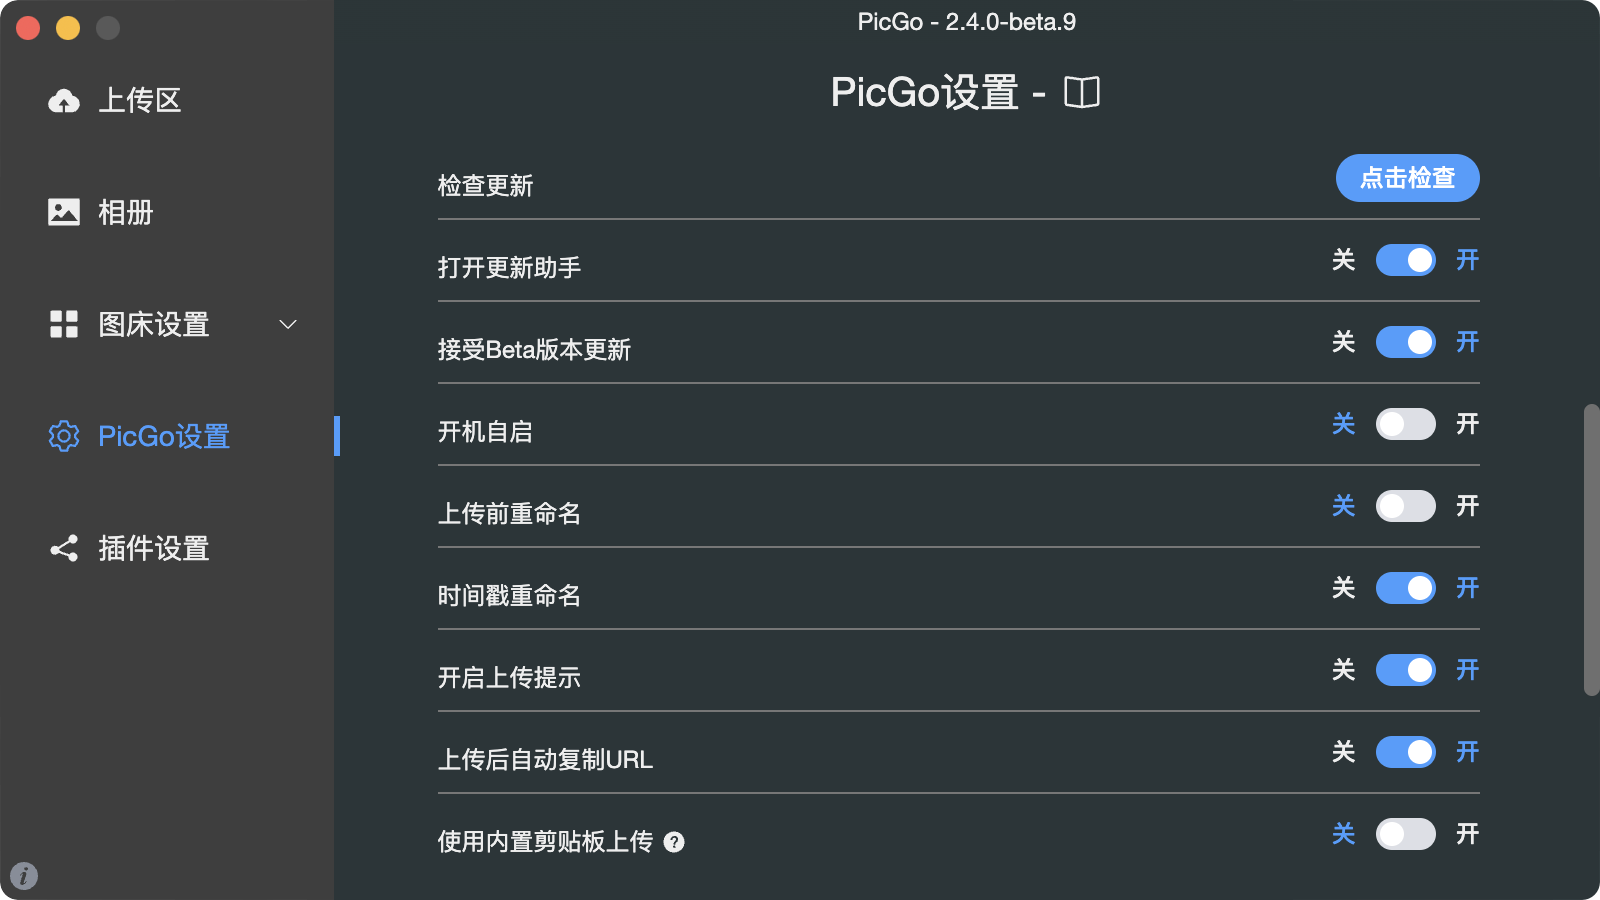 PicGo - 2.4.0-beta.9
上传区
相册
图床设置
PicGo设置
插件设置
PicGo设置 -
检查更新 点击检查
打开更新助手 关 开
接受Beta版本更新 关 开
开机自启 关 开
上传前重命名 关 开
时间戳重命名 关 开
开启上传提示 关 开
上传后自动复制URL 关 开
使用内置剪贴板上传 ? 关 开
i